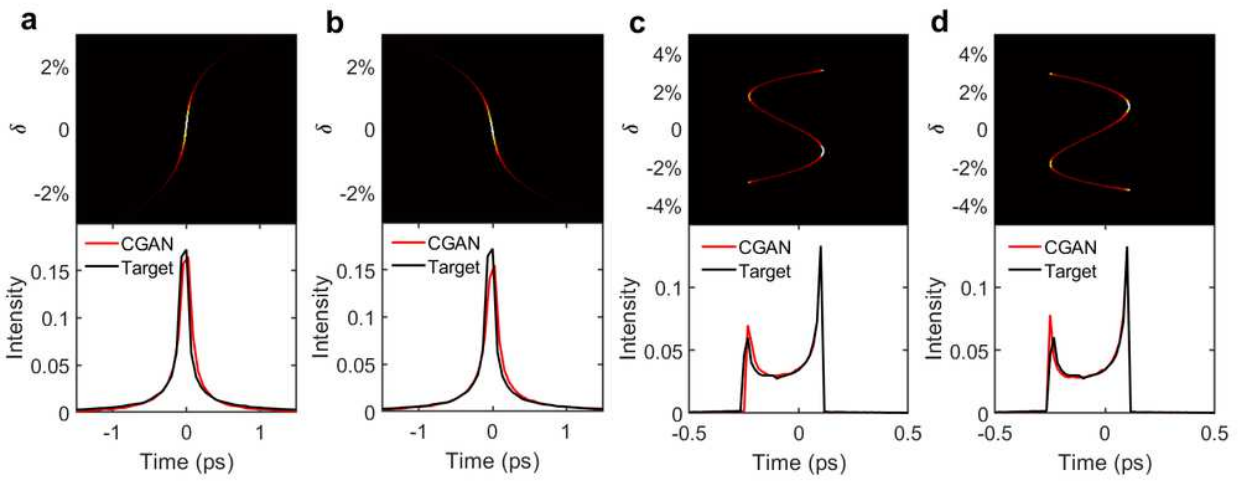 a
b
c
d
2%
0
-2%
δ
2%
0
-2%
δ
4%
2%
0
-2%
-4%
δ
4%
2%
0
-2%
-4%
δ
CGAN
Target
0.15
0.1
0.05
0
Intensity
-1
0
1
Time (ps)
CGAN
Target
0.15
0.1
0.05
0
Intensity
-1
0
1
Time (ps)
CGAN
Target
0.1
0.05
0
Intensity
-0.5
0
0.5
Time (ps)
CGAN
Target
0.1
0.05
0
Intensity
-0.5
0
0.5
Time (ps)